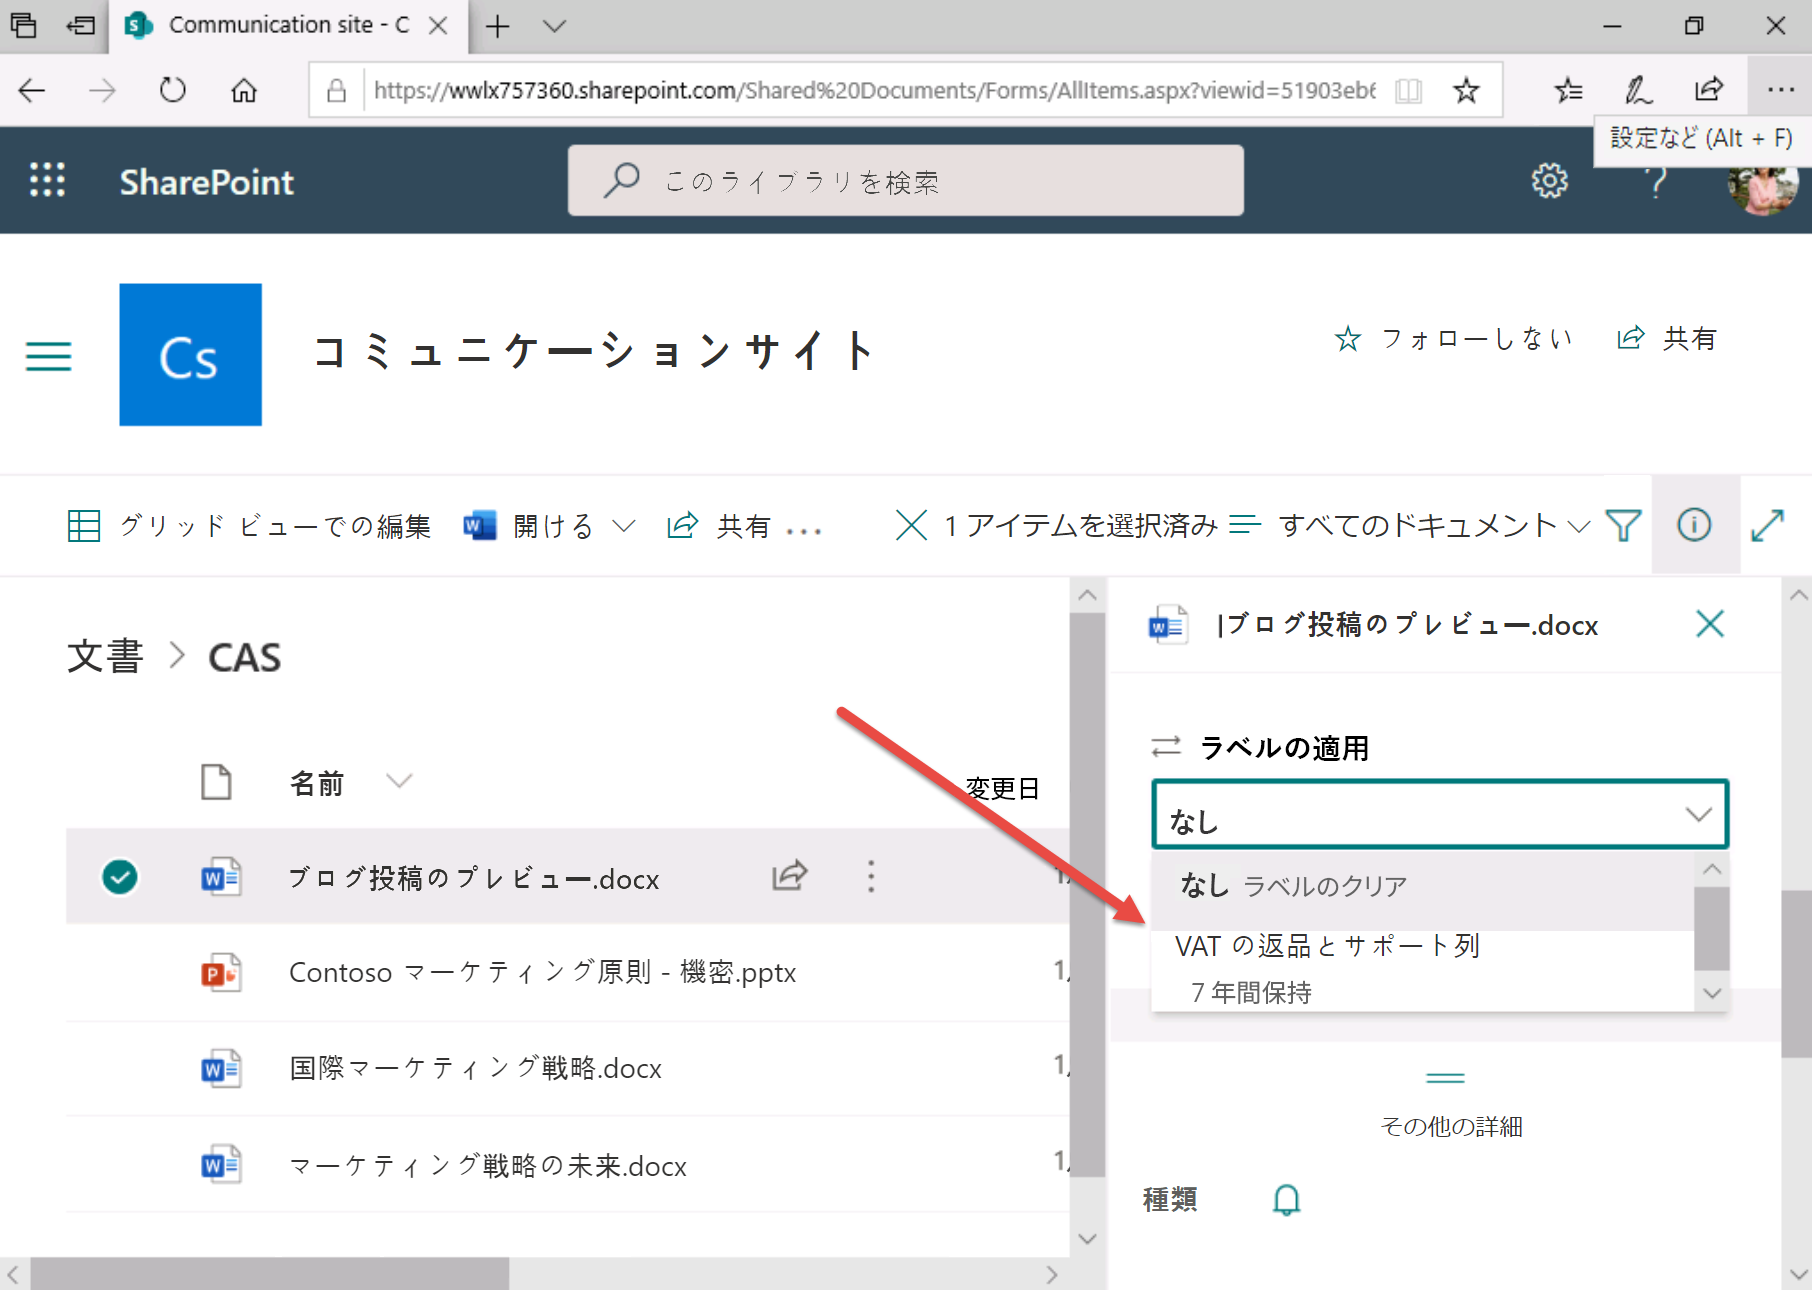 Communication site - C
https://wwlx757360.sharepoint.com/Shared%20Documents/Forms/AllItems.aspx?viewid=51903eb6
設定など (Alt + F)
SharePoint
このライブラリを検索
?
Cs
コミュニケーションサイト
フォローしない
共有
グリッド ビューでの編集
開ける
共有
1 アイテムを選択済み
すべてのドキュメント
文書 > CAS
名前
変更日
ブログ投稿のプレビュー.docx
Contoso マーケティング原則 - 機密.pptx
国際マーケティング戦略.docx
マーケティング戦略の未来.docx
|ブログ投稿のプレビュー.docx
ラベルの適用
なし
なし ラベルのクリア
VAT の返品とサポート列
7 年間保持
その他の詳細
種類